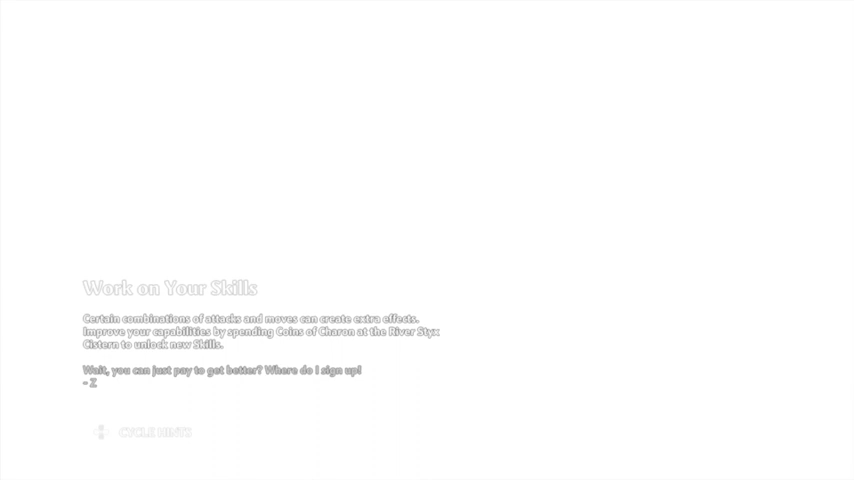 Work on Your Skills
Certain combinations of attacks and moves can create extra effects.
Improve your capabilities by spending Coins of Charon at the River Styx
Cistern to unlock new Skills.
Wait, you can just pay to get better? Where do I sign up!
- Z
CYCLE HINTS